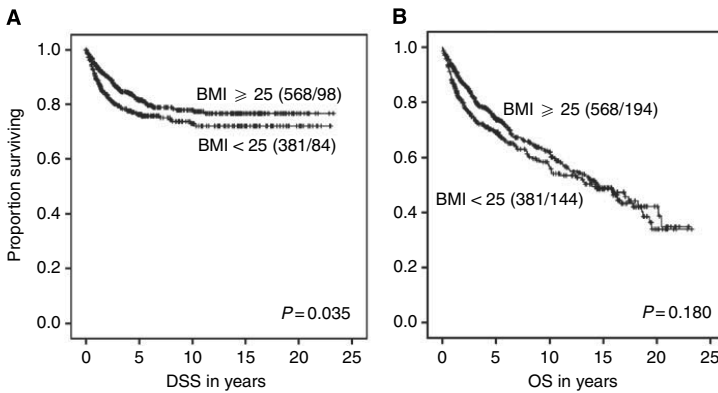 A
Proportion surviving
1.0
0.8
0.6
0.4
0.2
0.0
BMI ⩾ 25 (568/98)
BMI < 25 (381/84)
P = 0.035
0 5 10 15 20 25
DSS in years
B
1.0
0.8
0.6
0.4
0.2
0.0
BMI ⩾ 25 (568/194)
BMI < 25 (381/144)
P = 0.180
0 5 10 15 20 25
OS in years